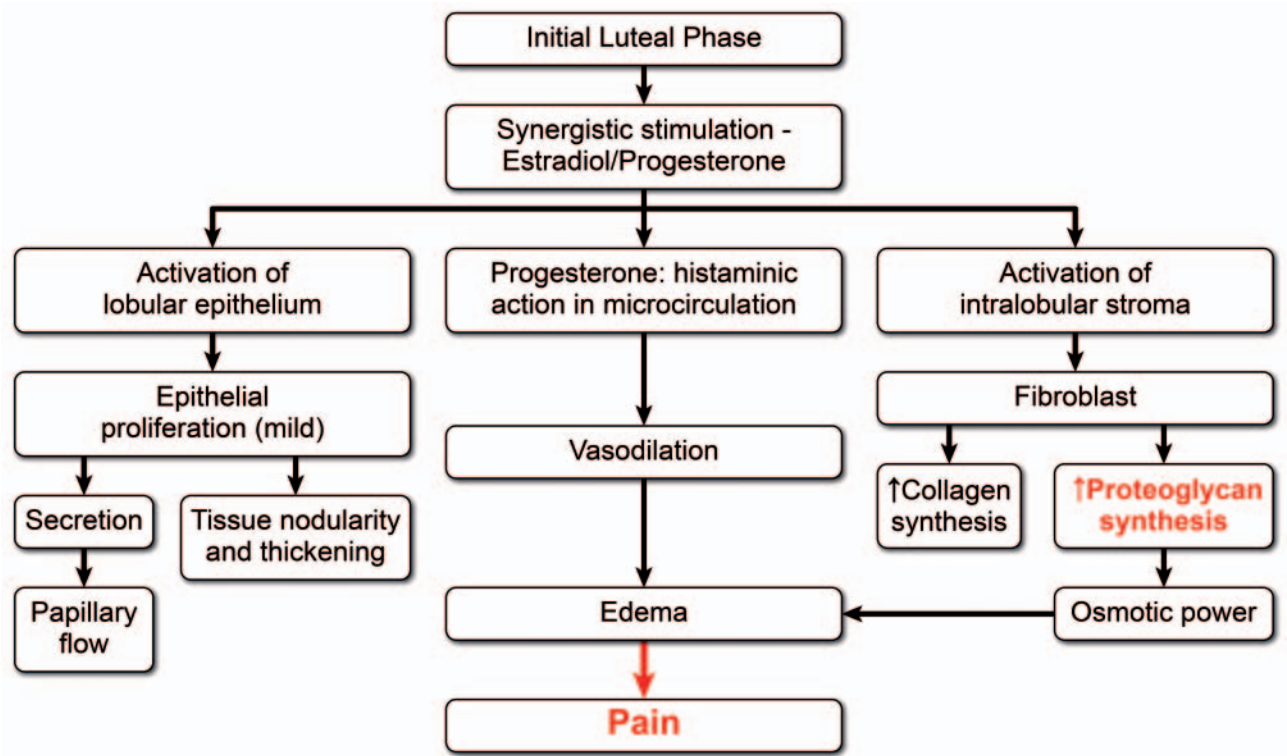 Initial Luteal Phase
Synergistic stimulation -
Estradiol/Progesterone
Activation of
lobular epithelium
Progesterone: histaminic
action in microcirculation
Activation of
intralobular stroma
Epithelial
proliferation (mild)
Vasodilation
Fibroblast
Secretion
Tissue nodularity
and thickening
↑Collagen
synthesis
↑Proteoglycan
synthesis
Papillary
flow
Edema
Osmotic power
Pain